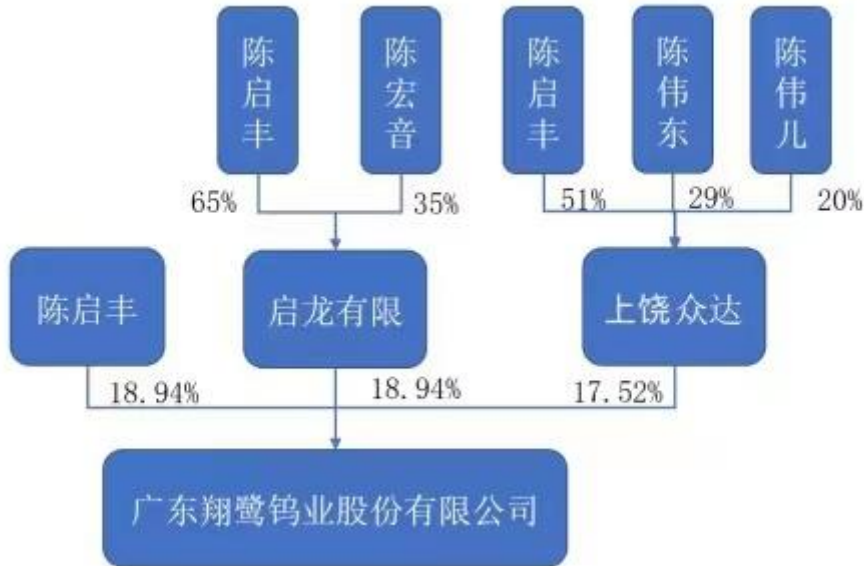 陈启丰
陈宏音
陈启丰
陈伟东
陈伟儿
65%
35%
51%
29%
20%
陈启丰
启龙有限
上饶众达
18.94%
18.94%
17.52%
广东翔鹭钨业股份有限公司